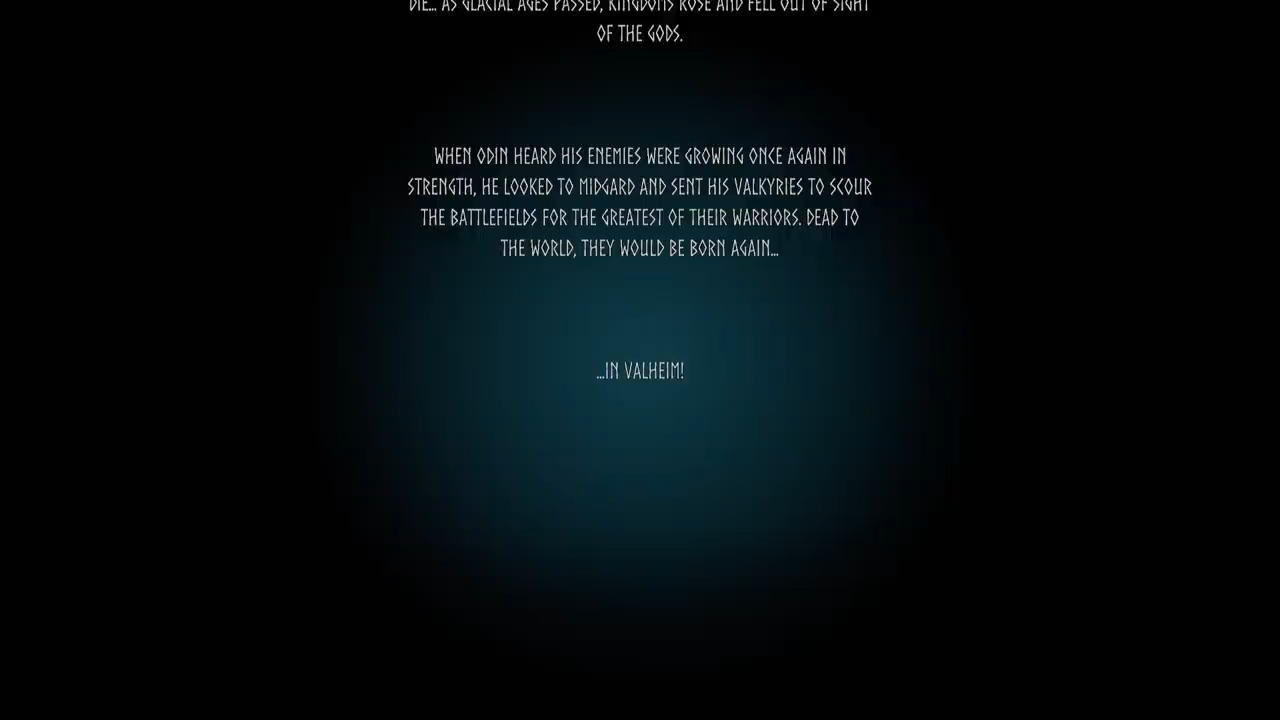 DIE... AS GLACIAL AGES PASSED, KINGDOMS ROSE AND FELL OUT OF SIGHT
OF THE GODS.
WHEN ODIN HEARD HIS ENEMIES WERE GROWING ONCE AGAIN IN
STRENGTH, HE LOOKED TO MIDGARD AND SENT HIS VALKYRIES TO SCOUR
THE BATTLEFIELDS FOR THE GREATEST OF THEIR WARRIORS. DEAD TO
THE WORLD, THEY WOULD BE BORN AGAIN...
...IN VALHEIM!